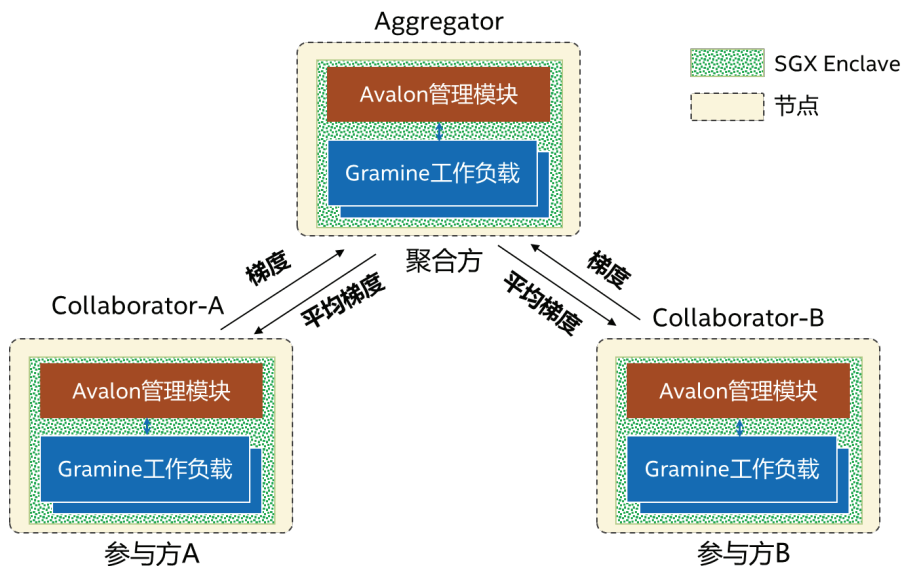 Aggregator
SGX Enclave
节点
Avalon管理模块
Gramine工作负载
聚合方
梯度
平均梯度
梯度
平均梯度
Collaborator-A
Collaborator-B
Avalon管理模块
Gramine工作负载
参与方A
Avalon管理模块
Gramine工作负载
参与方B